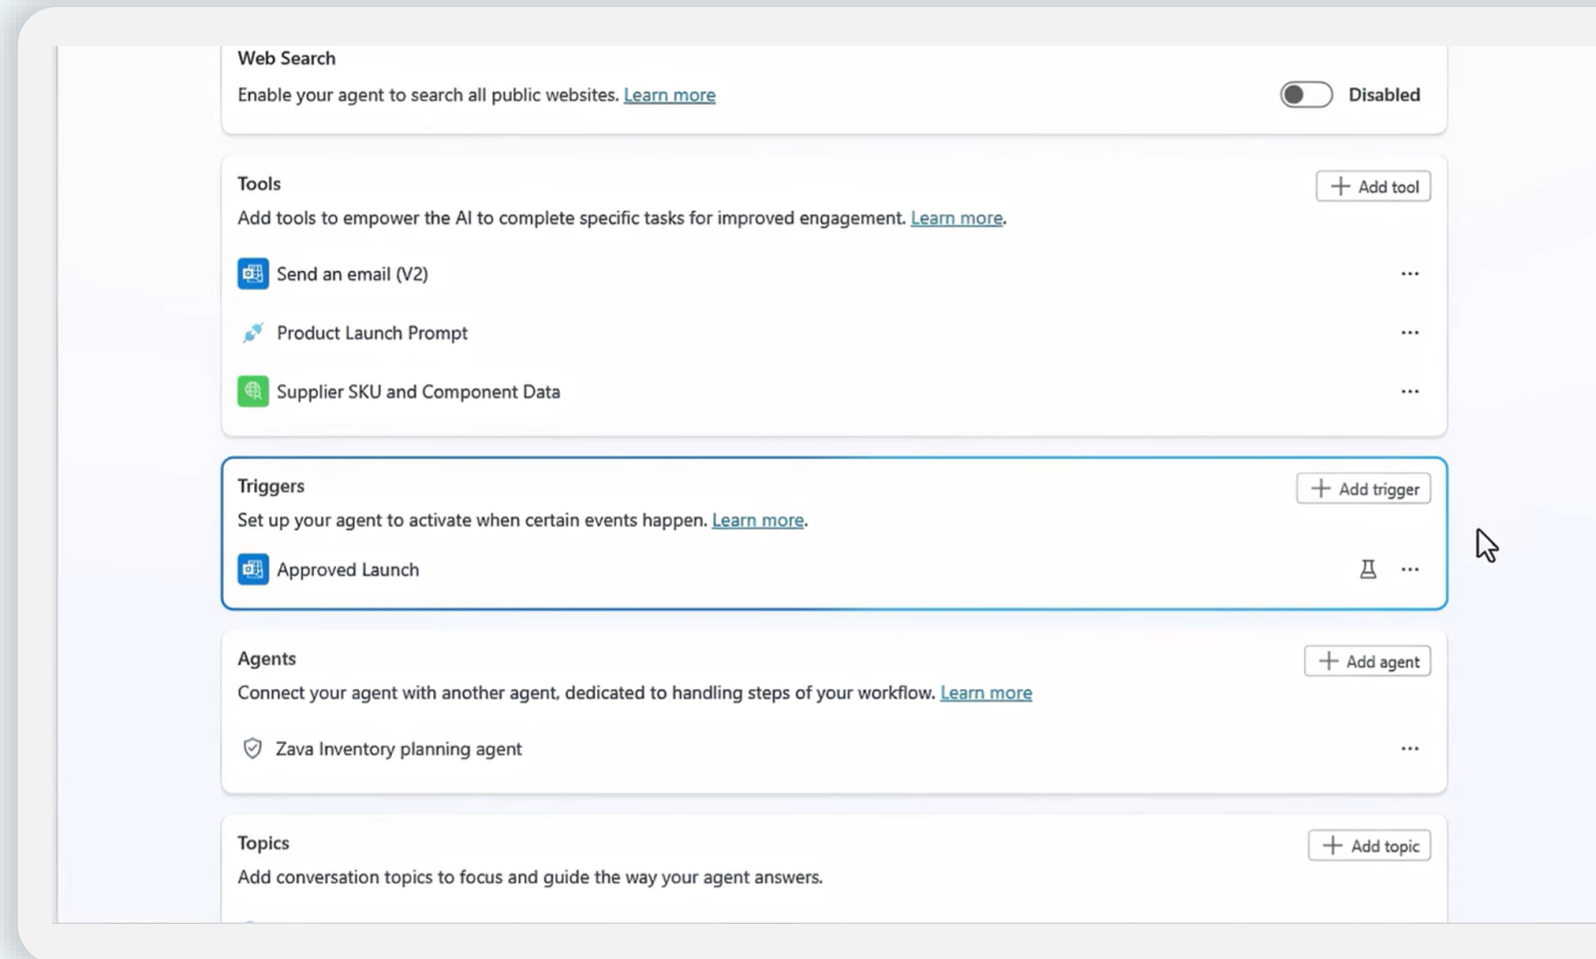 Web Search
Enable your agent to search all public websites. Learn more
Disabled
Tools
Add tool
Add tools to empower the AI to complete specific tasks for improved engagement. Learn more.
Send an email (V2)
Product Launch Prompt
Supplier SKU and Component Data
Triggers
Add trigger
Set up your agent to activate when certain events happen. Learn more.
Approved Launch
Agents
Add agent
Connect your agent with another agent, dedicated to handling steps of your workflow. Learn more
Zava Inventory planning agent
Topics
Add topic
Add conversation topics to focus and guide the way your agent answers.